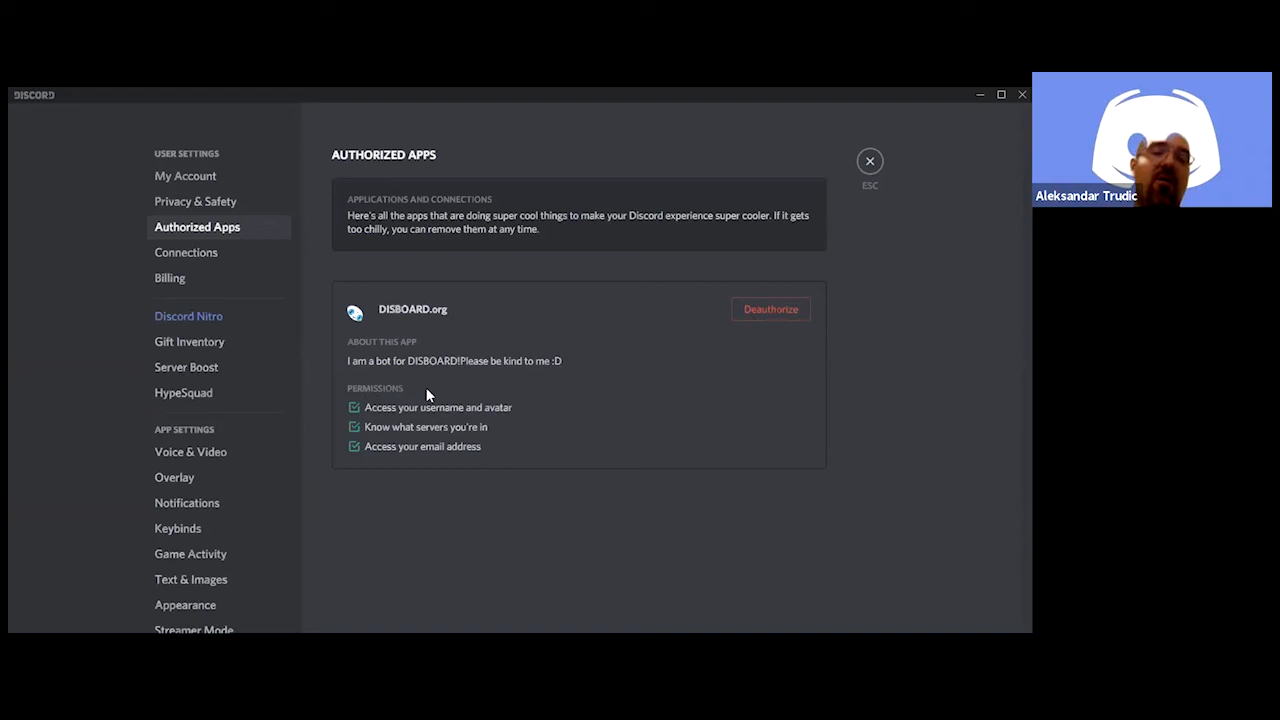 DISCORD
USER SETTINGS
My Account
Privacy & Safety
Authorized Apps
Connections
Billing
Discord Nitro
Gift Inventory
Server Boost
HypeSquad
APP SETTINGS
Voice & Video
Overlay
Notifications
Keybinds
Game Activity
Text & Images
Appearance
Streamer Mode
AUTHORIZED APPS
APPLICATIONS AND CONNECTIONS
Here's all the apps that are doing super cool things to make your Discord experience super cooler. If it gets
too chilly, you can remove them at any time.
DISBOARD.org
Deauthorize
ABOUT THIS APP
I am a bot for DISBOARD!Please be kind to me :D
PERMISSIONS
Access your username and avatar
Know what servers you're in
Access your email address
ESC
Aleksandar Trudic